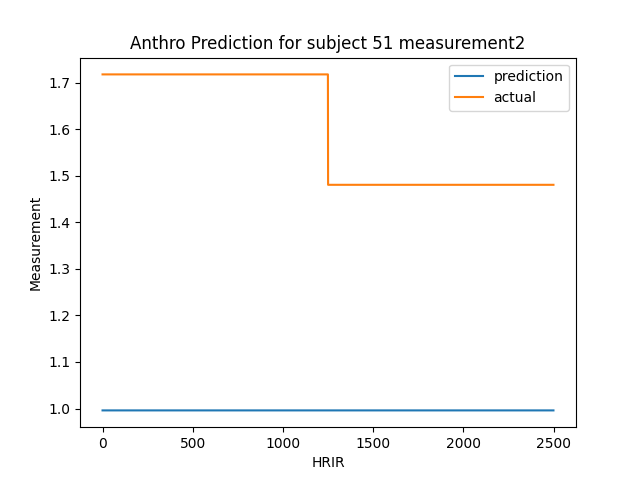 Anthro Prediction for subject 51 measurement2
prediction
actual
Measurement
1.7
1.6
1.5
1.4
1.3
1.2
1.1
1.0
0 500 1000 1500 2000 2500
HRIR